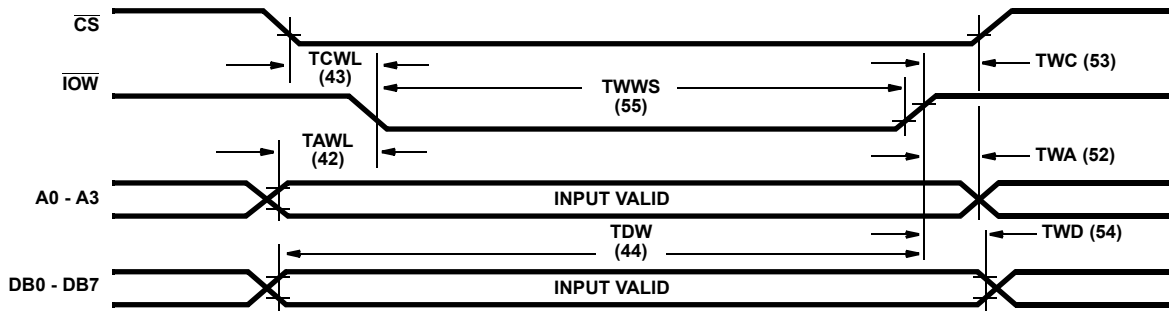 CS
TCWL
(43)
TWC (53)
IOW
TWWS
(55)
TAWL
(42)
TWA (52)
A0 - A3
INPUT VALID
TDW
(44)
TWD (54)
DB0 - DB7
INPUT VALID